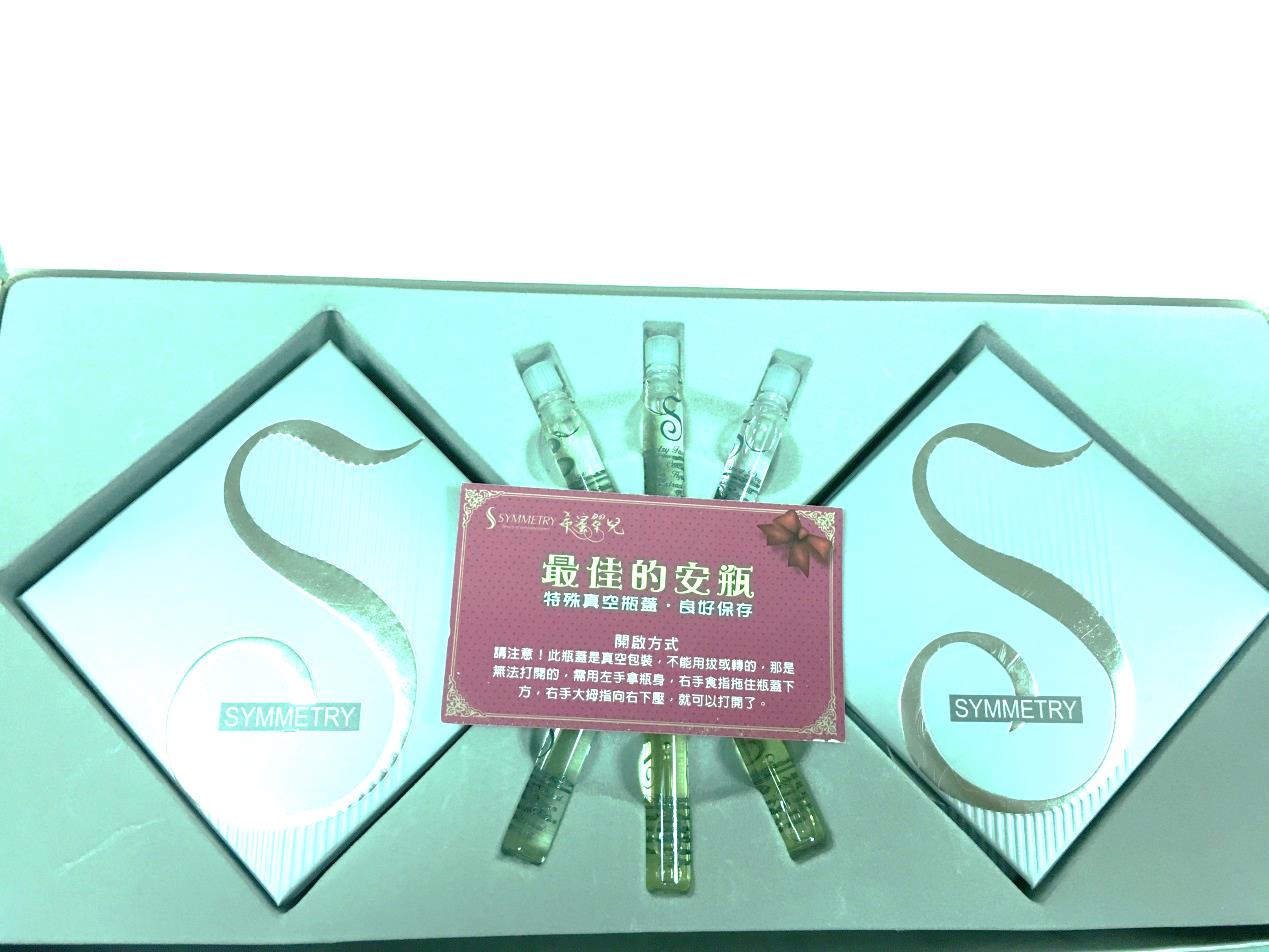 SYMMETRY
最佳的安瓶
特殊真空瓶蓋・良好保存
開啟方式
請注意！此瓶蓋是真空包裝，不能用拔或轉的，那是
無法打開的，需用左手拿瓶身，右手食指拖住瓶蓋下
方，右手大拇指向右下壓，就可以打開了。
SYMMETRY
SYMMETRY